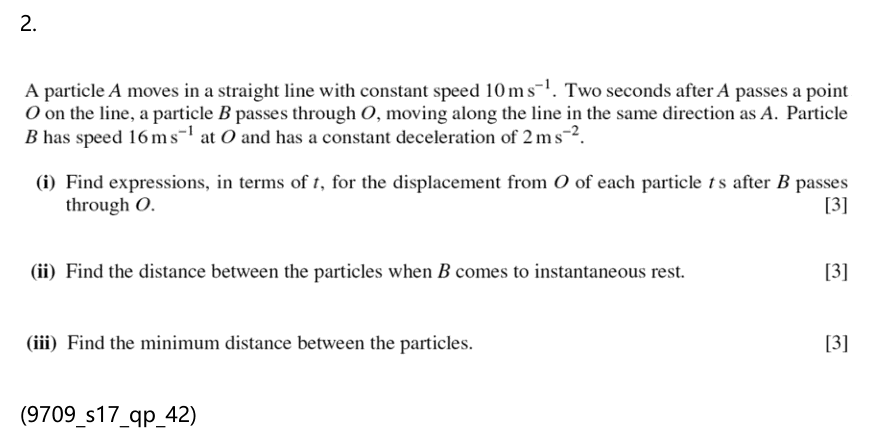 2.
A particle A moves in a straight line with constant speed 10 m s⁻¹. Two seconds after A passes a point
O on the line, a particle B passes through O, moving along the line in the same direction as A. Particle
B has speed 16 m s⁻¹ at O and has a constant deceleration of 2 m s⁻².
(i) Find expressions, in terms of t, for the displacement from O of each particle t s after B passes
through O. [3]
(ii) Find the distance between the particles when B comes to instantaneous rest. [3]
(iii) Find the minimum distance between the particles. [3]
(9709_s17_qp_42)